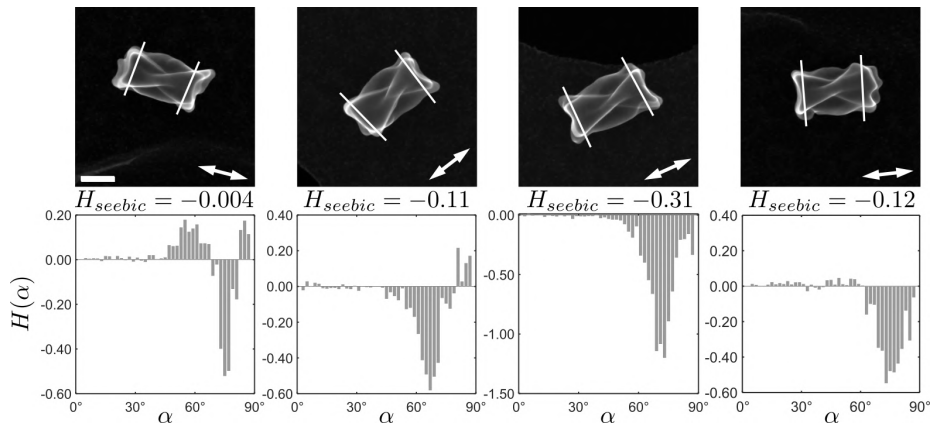 H_seebic = −0.004 H_seebic = −0.11 H_seebic = −0.31 H_seebic = −0.12
0.20 0.40 0.00 0.40
0.20 0.20
0.00 -0.50
0.00 0.00
-0.20 -0.20 -1.00 -0.20
-0.40 -0.40 -0.40
-0.60 -0.60 -1.50 -0.60
H(α)
0° 30° 60° 90° 0° 30° 60° 90° 0° 30° 60° 90° 0° 30° 60° 90°
α α α α